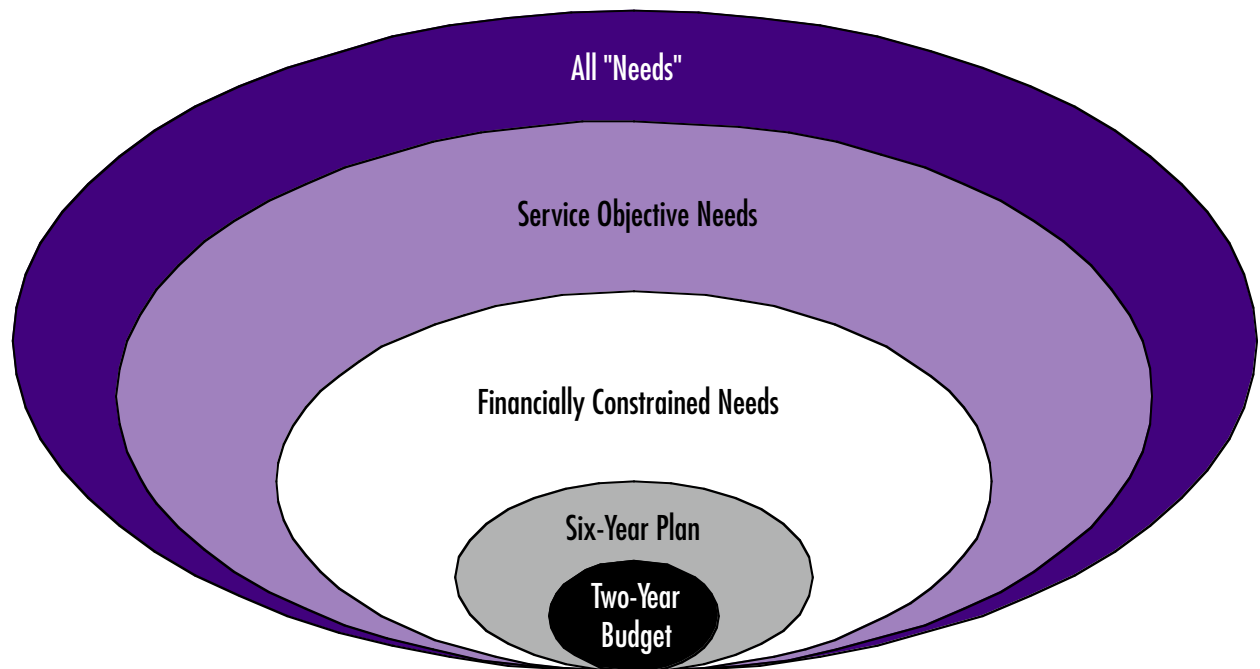 All "Needs"
Service Objective Needs
Financially Constrained Needs
Six-Year Plan
Two-Year
Budget